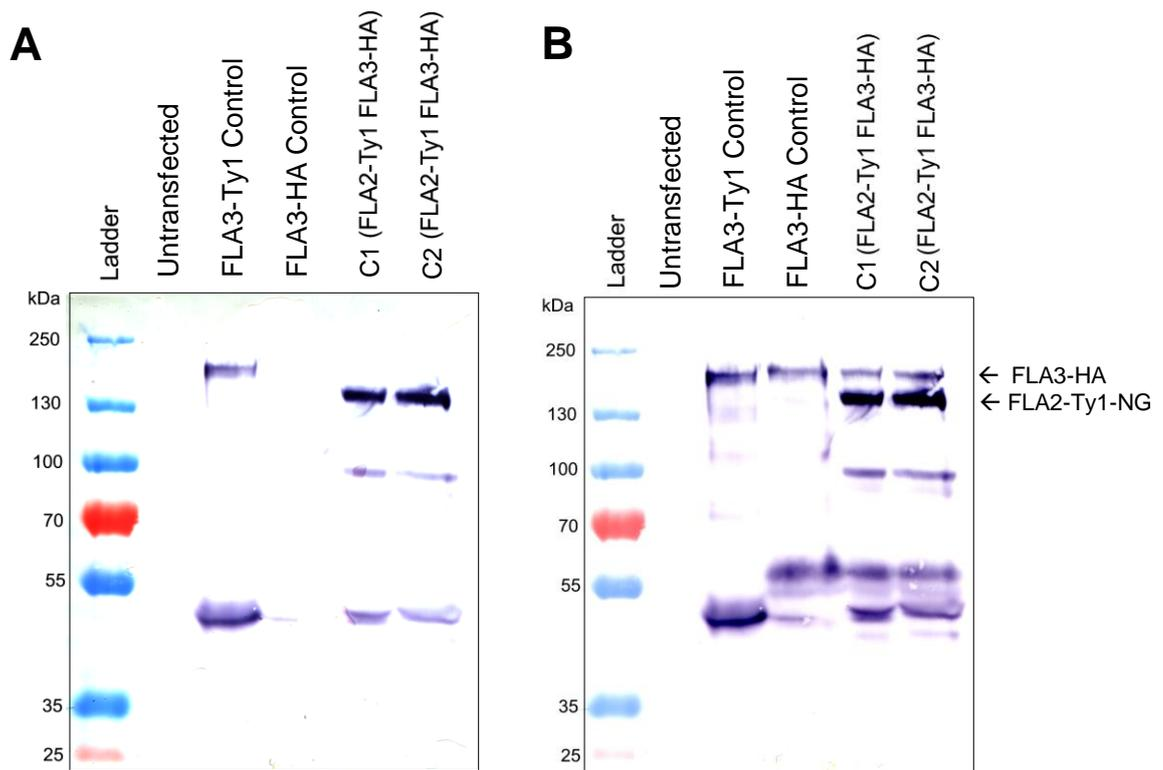 A
Ladder
Untransfected
FLA3-Ty1 Control
FLA3-HA Control
C1 (FLA2-Ty1 FLA3-HA)
C2 (FLA2-Ty1 FLA3-HA)
kDa
250
130
100
70
55
35
25
B
Ladder
Untransfected
FLA3-Ty1 Control
FLA3-HA Control
C1 (FLA2-Ty1 FLA3-HA)
C2 (FLA2-Ty1 FLA3-HA)
kDa
250
130
100
70
55
35
25
← FLA3-HA
← FLA2-Ty1-NG